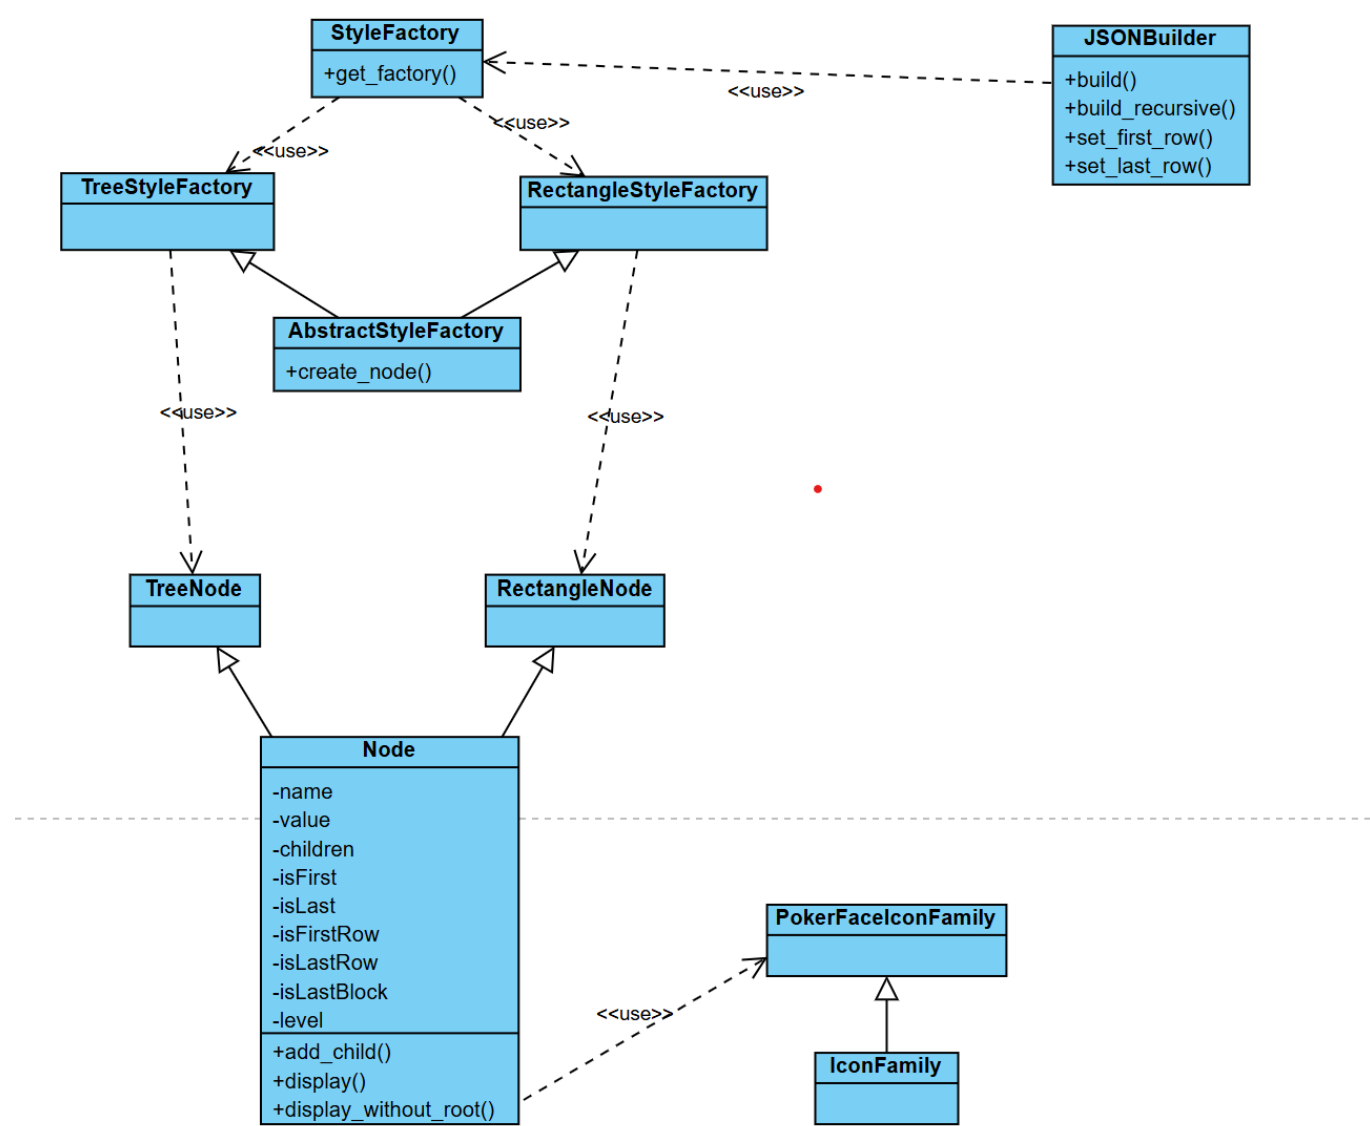 StyleFactory
+get_factory()
JSONBuilder
+build()
+build_recursive()
+set_first_row()
+set_last_row()
<<use>>
<<use>>
<<use>>
TreeStyleFactory
RectangleStyleFactory
AbstractStyleFactory
+create_node()
<<use>>
<<use>>
TreeNode
RectangleNode
Node
-name
-value
-children
-isFirst
-isLast
-isFirstRow
-isLastRow
-isLastBlock
-level
+add_child()
+display()
+display_without_root()
<<use>>
PokerFaceIconFamily
IconFamily